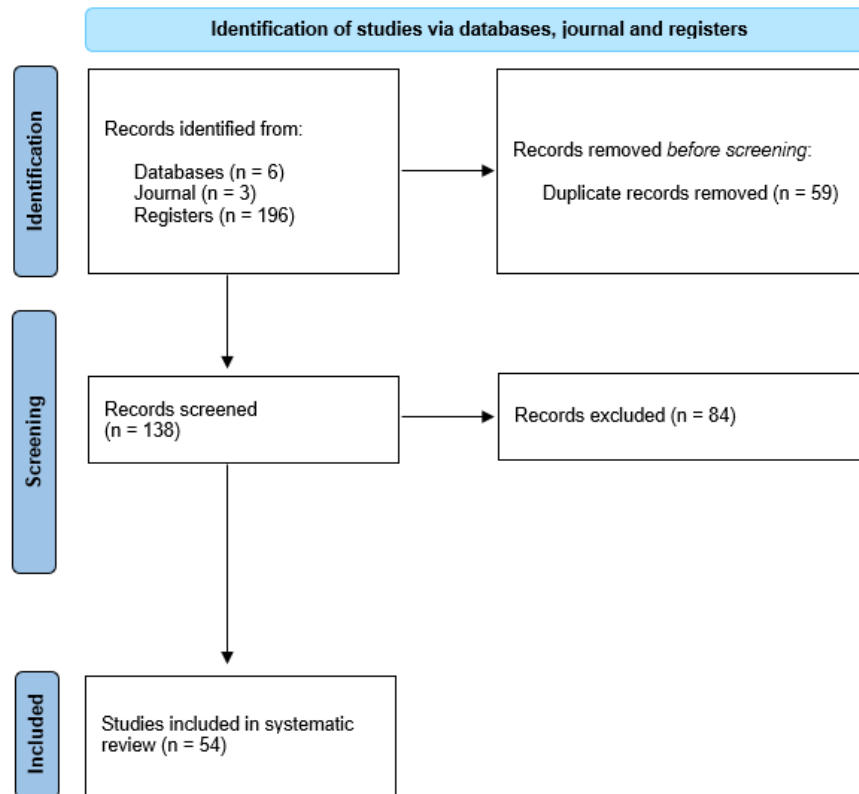 Identification of studies via databases, journal and registers
Identification
Records identified from:
Databases (n = 6)
Journal (n = 3)
Registers (n = 196)
Records removed before screening:
Duplicate records removed (n = 59)
Screening
Records screened
(n = 138)
Records excluded (n = 84)
Included
Studies included in systematic
review (n = 54)